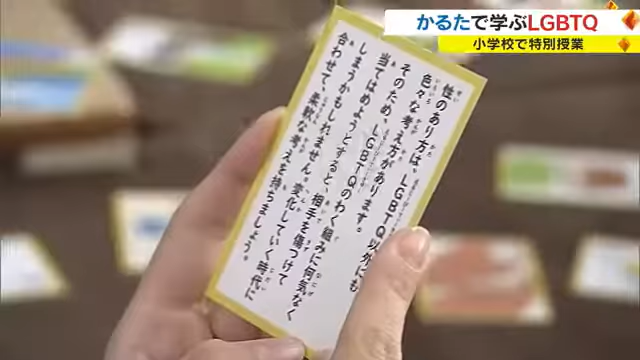 かるたで学ぶLGBTQ
小学校で特別授業
性のあり方は、LGBTQ以外にも
色々な考え方があります。
そのため、LGBTQのわく組みに何気なく
当てはめようとすると、相手を傷つけて
しまうかもしれません。変化していく時代に
合わせて、柔軟な考えを持ちましょう。